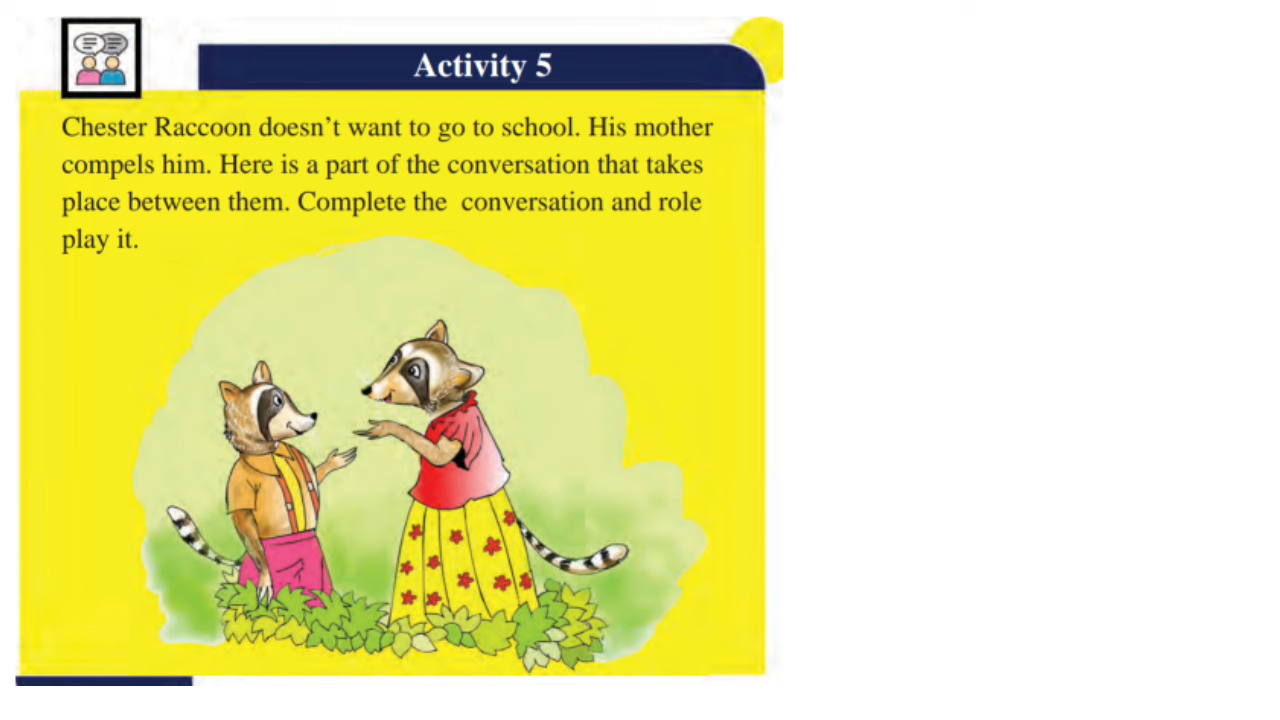 Activity 5
Chester Raccoon doesn’t want to go to school. His mother
compels him. Here is a part of the conversation that takes
place between them. Complete the  conversation and role
play it.